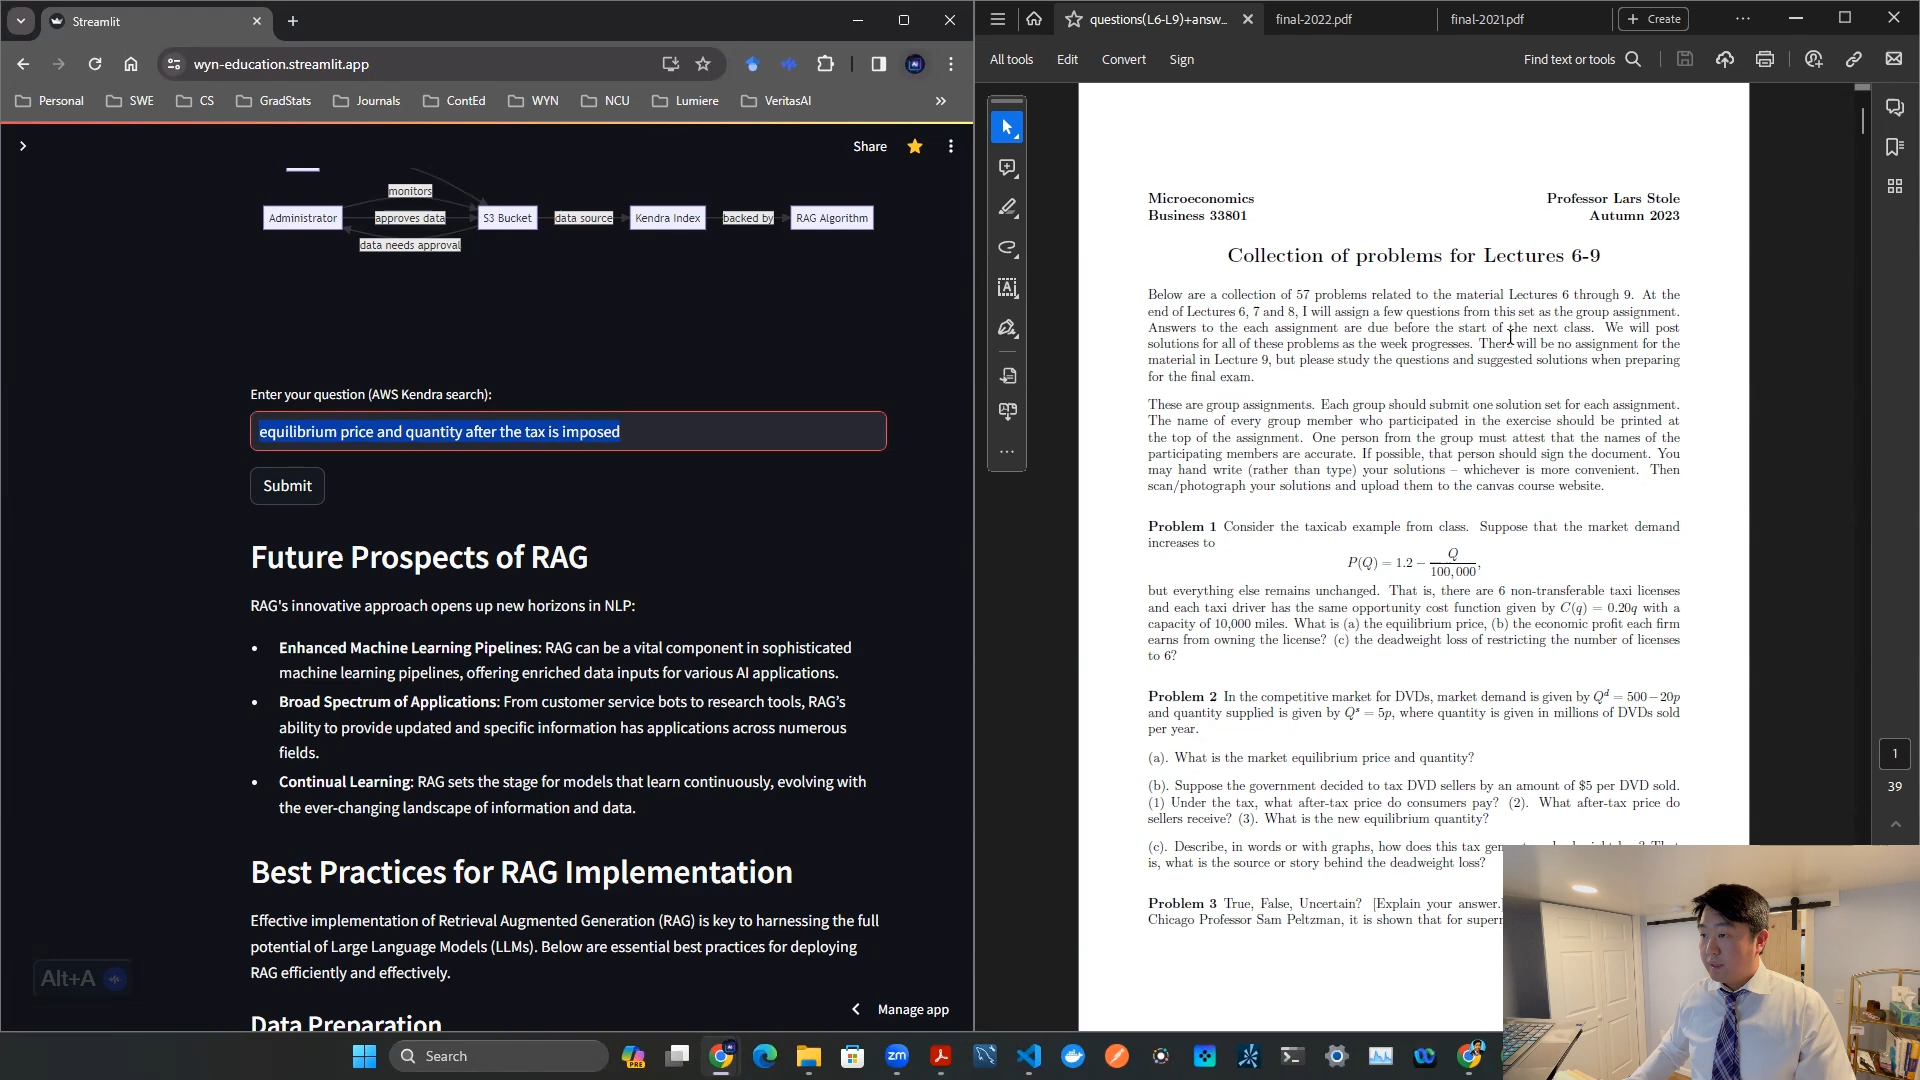 Streamlit
wyn-education.streamlit.app
Personal
SWE
CS
GradStats
Journals
ContEd
WYN
NCU
Lumiere
VeritasAI
Share
monitors
Administrator
approves data
S3 Bucket
data source
Kendra Index
backed by
RAG Algorithm
data needs approval
Enter your question (AWS Kendra search):
equilibrium price and quantity after the tax is imposed
Submit
Future Prospects of RAG
RAG's innovative approach opens up new horizons in NLP:
• Enhanced Machine Learning Pipelines: RAG can be a vital component in sophisticated
machine learning pipelines, offering enriched data inputs for various AI applications.
• Broad Spectrum of Applications: From customer service bots to research tools, RAG's
ability to provide updated and specific information has applications across numerous
fields.
• Continual Learning: RAG sets the stage for models that learn continuously, evolving with
the ever-changing landscape of information and data.
Best Practices for RAG Implementation
Effective implementation of Retrieval Augmented Generation (RAG) is key to harnessing the full
potential of Large Language Models (LLMs). Below are essential best practices for deploying
RAG efficiently and effectively.
Data Preparation
Alt+A
Manage app
questions(L6-L9)+answ...
final-2022.pdf
final-2021.pdf
Create
All tools
Edit
Convert
Sign
Find text or tools
Microeconomics
Business 33801
Professor Lars Stole
Autumn 2023
Collection of problems for Lectures 6-9
Below are a collection of 57 problems related to the material Lectures 6 through 9. At the
end of Lectures 6, 7 and 8, I will assign a few questions from this set as the group assignment.
Answers to the each assignment are due before the start of the next class. We will post
solutions for all of these problems as the week progresses. There will be no assignment for the
material in Lecture 9, but please study the questions and suggested solutions when preparing
for the final exam.
These are group assignments. Each group should submit one solution set for each assignment.
The name of every group member who participated in the exercise should be printed at
the top of the assignment. One person from the group must attest that the names of the
participating members are accurate. If possible, that person should sign the document. You
may hand write (rather than type) your solutions – whichever is more convenient. Then
scan/photograph your solutions and upload them to the canvas course website.
Problem 1 Consider the taxicab example from class. Suppose that the market demand
increases to
P(Q) = 1.2 − Q / 100,000,
but everything else remains unchanged. That is, there are 6 non-transferable taxi licenses
and each taxi driver has the same opportunity cost function given by C(q) = 0.20q with a
capacity of 10,000 miles. What is (a) the equilibrium price, (b) the economic profit each firm
earns from owning the license? (c) the deadweight loss of restricting the number of licenses
to 6?
Problem 2 In the competitive market for DVDs, market demand is given by Qᵈ = 500 − 20p
and quantity supplied is given by Qˢ = 5p, where quantity is given in millions of DVDs sold
per year.
(a). What is the market equilibrium price and quantity?
(b). Suppose the government decided to tax DVD sellers by an amount of $5 per DVD sold.
(1) Under the tax, what after-tax price do consumers pay? (2). What after-tax price do
sellers receive? (3). What is the new equilibrium quantity?
(c). Describe, in words or with graphs, how does this tax
is, what is the source or story behind the deadweight loss?
Problem 3 True, False, Uncertain? [Explain your answer.]
Chicago Professor Sam Peltzman, it is shown that for
1
39
Search
PRE
zm